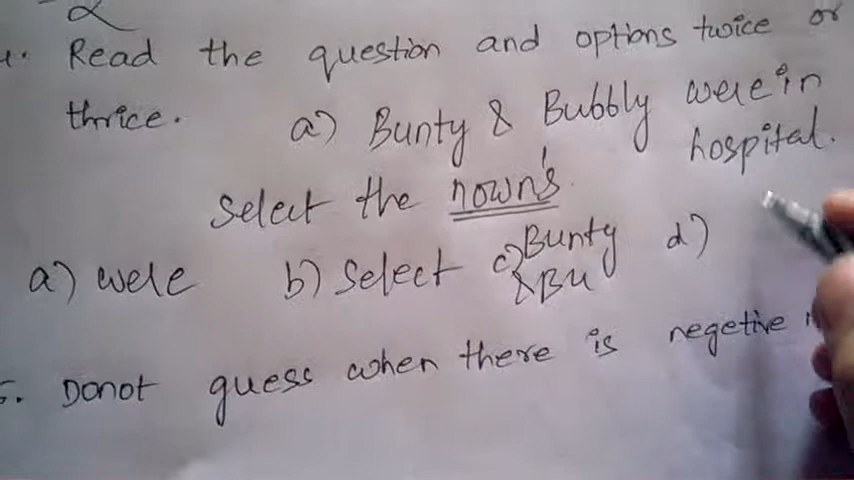 4. Read the question and options twice or
thrice. a) Bunty & Bubbly were in
hospital.
select the nown's
a) were b) select c) Bunty d)
& Bu
5. Donot guess when there is negetive